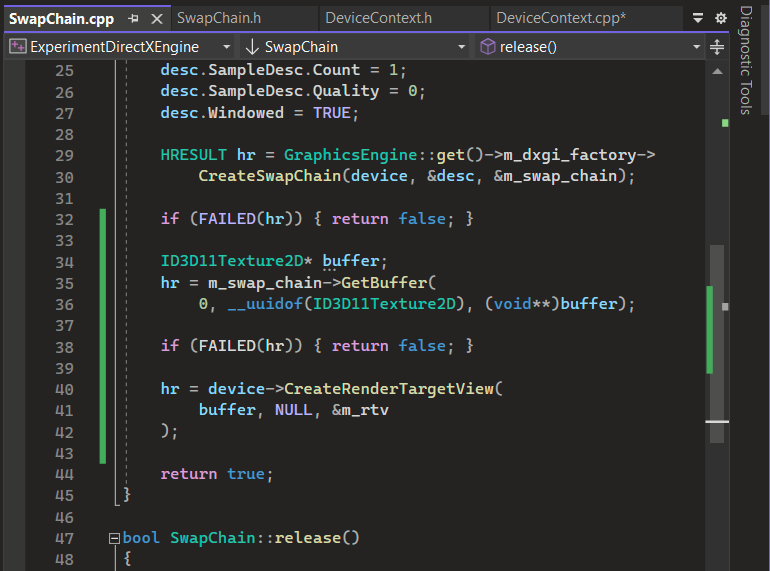 SwapChain.cpp SwapChain.h DeviceContext.h DeviceContext.cpp*
ExperimentDirectXEngine SwapChain release()
25 desc.SampleDesc.Count = 1;
26 desc.SampleDesc.Quality = 0;
27 desc.Windowed = TRUE;
28
29 HRESULT hr = GraphicsEngine::get()->m_dxgi_factory->
30 CreateSwapChain(device, &desc, &m_swap_chain);
31
32 if (FAILED(hr)) { return false; }
33
34 ID3D11Texture2D* buffer;
35 hr = m_swap_chain->GetBuffer(
36 0, __uuidof(ID3D11Texture2D), (void**)buffer);
37
38 if (FAILED(hr)) { return false; }
39
40 hr = device->CreateRenderTargetView(
41 buffer, NULL, &m_rtv
42 );
43
44 return true;
45 }
46
47 bool SwapChain::release()
48 {
Diagnostic Tools